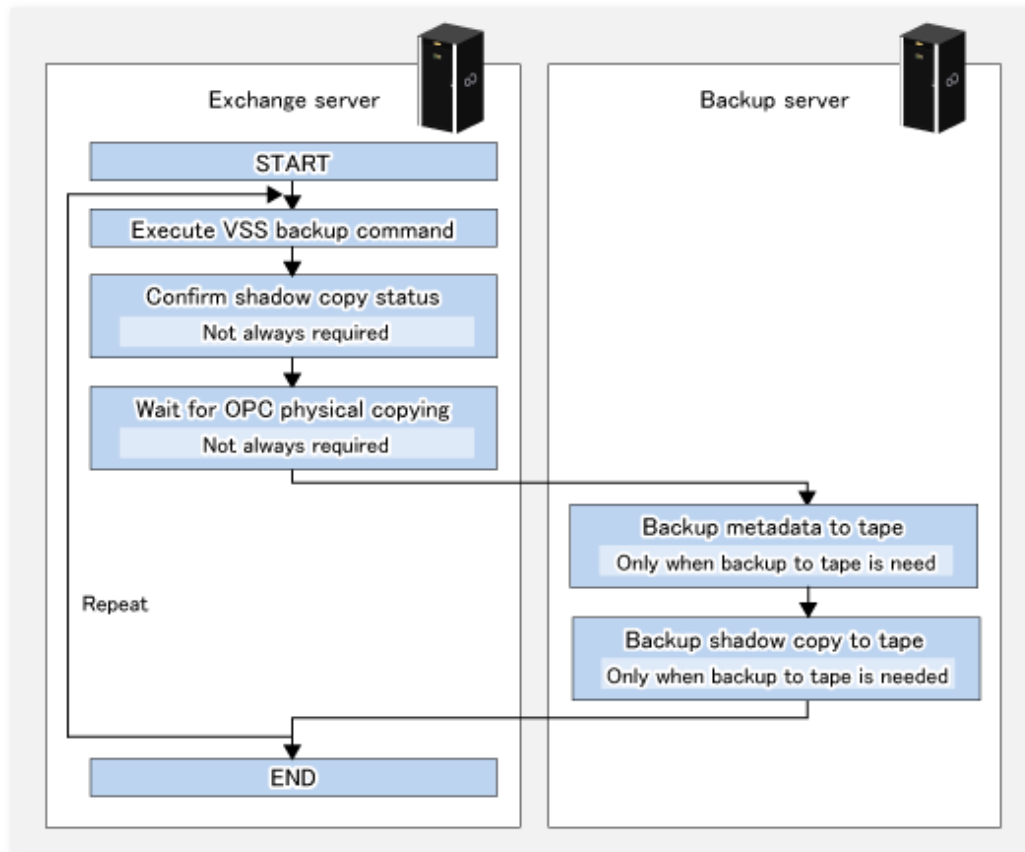 Exchange server
Backup server
START
Execute VSS backup command
Confirm shadow copy status
Not always required
Wait for OPC physical copying
Not always required
Backup metadata to tape
Only when backup to tape is need
Repeat
Backup shadow copy to tape
Only when backup to tape is needed
END